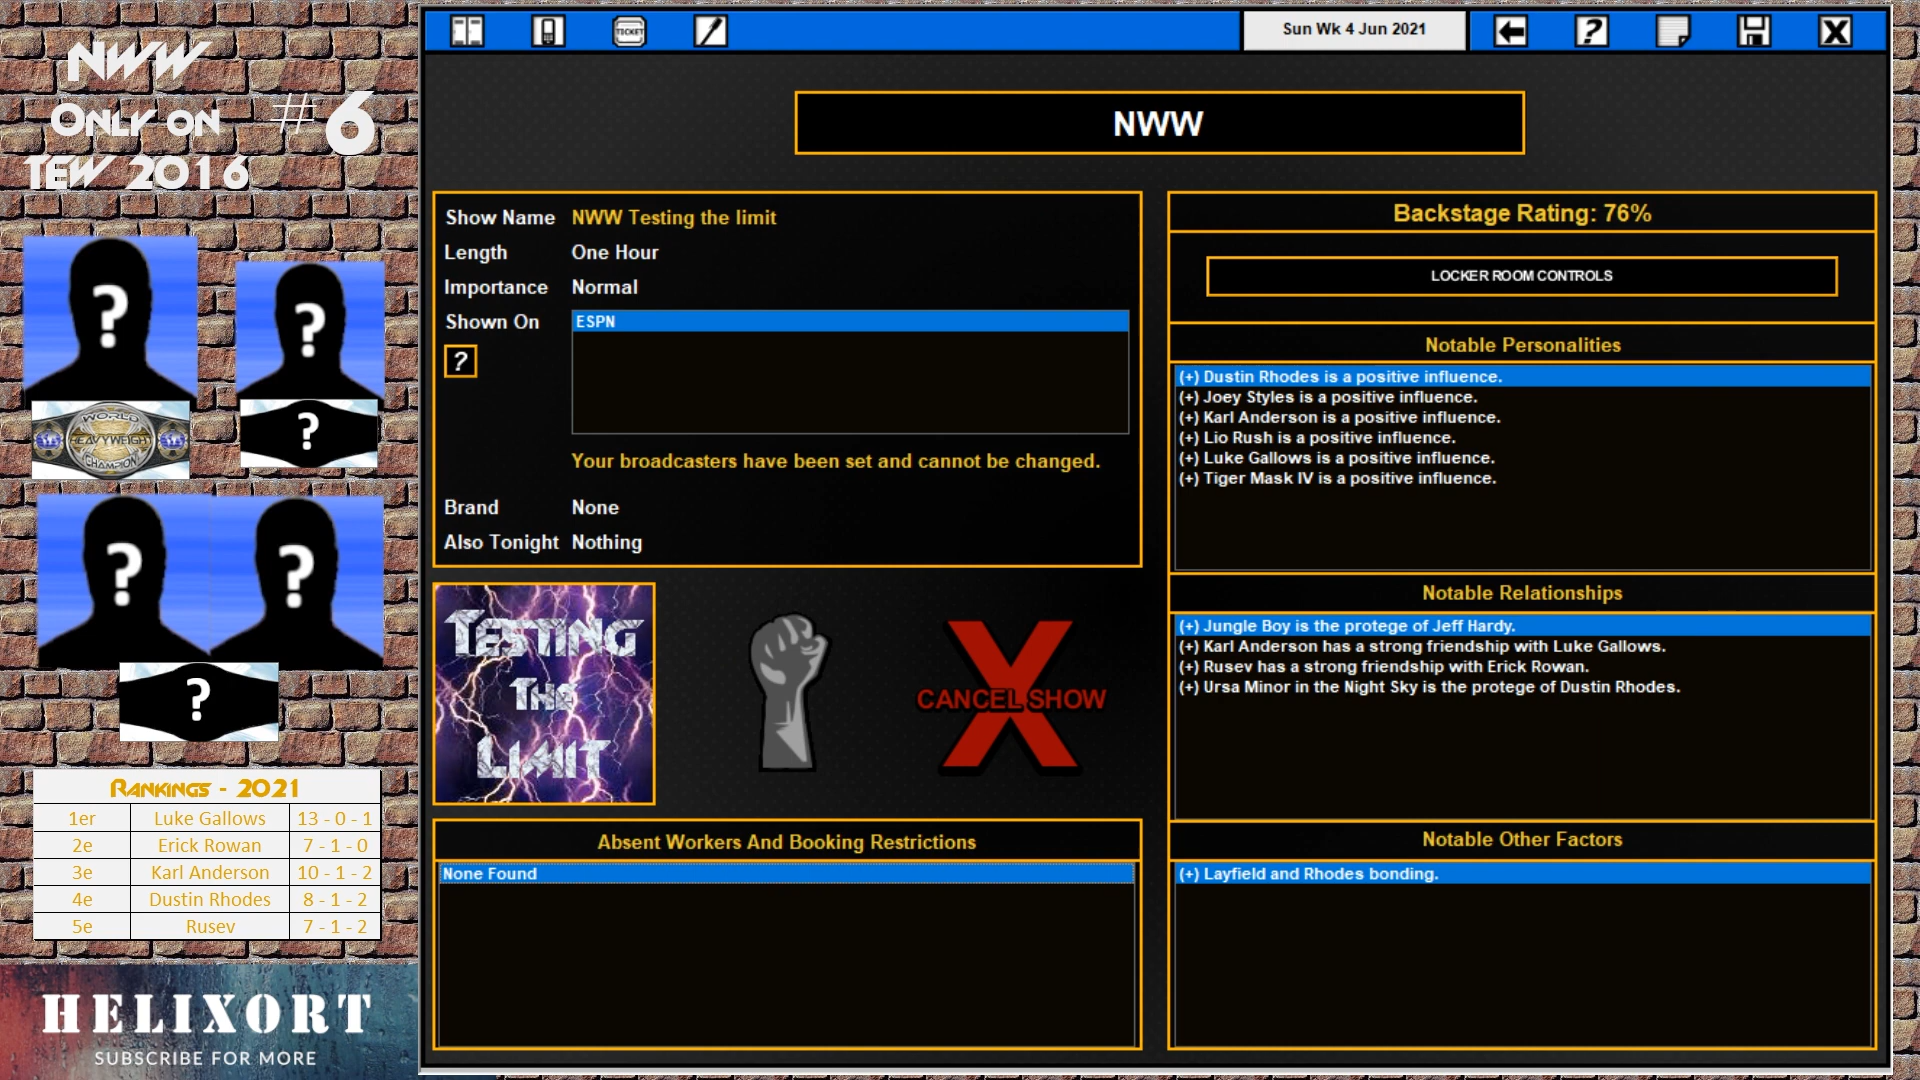 NWW
Only on
TEW 2016
#6
?
?
WORLD
HEAVYWEIGHT
CHAMPION
?
?
?
?
Rankings - 2021
1er Luke Gallows 13 - 0 - 1
2e Erick Rowan 7 - 1 - 0
3e Karl Anderson 10 - 1 - 2
4e Dustin Rhodes 8 - 1 - 2
5e Rusev 7 - 1 - 2
HELIXORT
SUBSCRIBE FOR MORE
TICKET
Sun Wk 4 Jun 2021
?
X
NWW
Show Name NWW Testing the limit
Length One Hour
Importance Normal
Shown On ESPN
?
Your broadcasters have been set and cannot be changed.
Brand None
Also Tonight Nothing
Testing
The
Limit
CANCEL SHOW
Absent Workers And Booking Restrictions
None Found
Backstage Rating: 76%
LOCKER ROOM CONTROLS
Notable Personalities
(+) Dustin Rhodes is a positive influence.
(+) Joey Styles is a positive influence.
(+) Karl Anderson is a positive influence.
(+) Lio Rush is a positive influence.
(+) Luke Gallows is a positive influence.
(+) Tiger Mask IV is a positive influence.
Notable Relationships
(+) Jungle Boy is the protege of Jeff Hardy.
(+) Karl Anderson has a strong friendship with Luke Gallows.
(+) Rusev has a strong friendship with Erick Rowan.
(+) Ursa Minor in the Night Sky is the protege of Dustin Rhodes.
Notable Other Factors
(+) Layfield and Rhodes bonding.